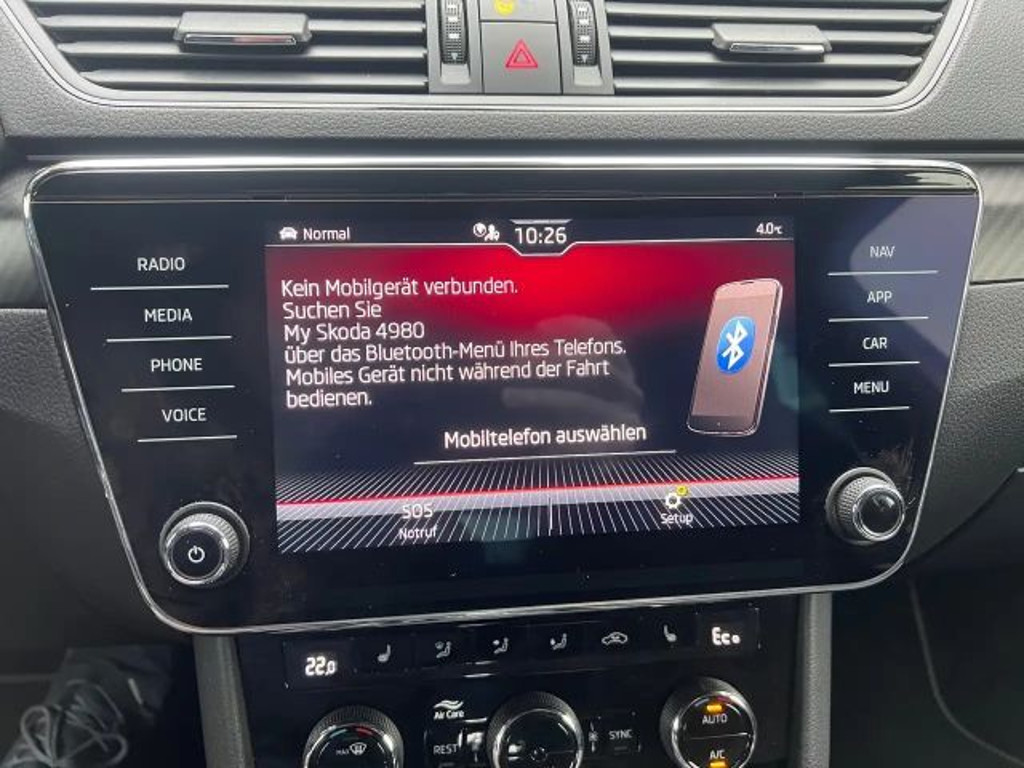 Normal
10:26
4.0°C
RADIO
MEDIA
PHONE
VOICE
Kein Mobilgerät verbunden.
Suchen Sie
My Skoda 4980
über das Bluetooth-Menü Ihres Telefons.
Mobiles Gerät nicht während der Fahrt
bedienen.
Mobiltelefon auswählen
SOS
Notruf
Setup
NAV
APP
CAR
MENU
22.0
Eco
Air Care
MAX
REST
SYNC
AUTO
A/C